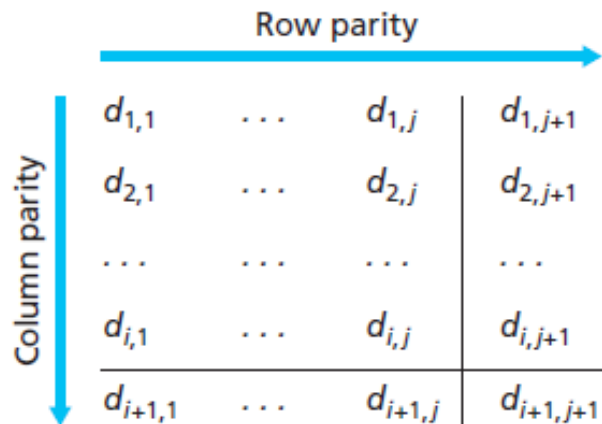 Row parity
Column parity
d1,1 . . . d1,j d1,j+1
d2,1 . . . d2,j d2,j+1
. . . . . . . . . . . .
di,1 . . . di,j di,j+1
di+1,1 . . . di+1,j di+1,j+1